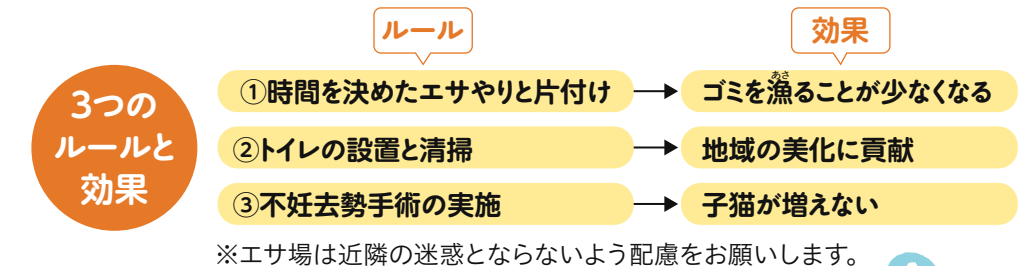 ルール
効果
3つの
ルールと
効果
①時間を決めたエサやりと片付け
ゴミを漁ることが少なくなる
あさ
②トイレの設置と清掃
地域の美化に貢献
③不妊去勢手術の実施
子猫が増えない
※エサ場は近隣の迷惑とならないよう配慮をお願いします。